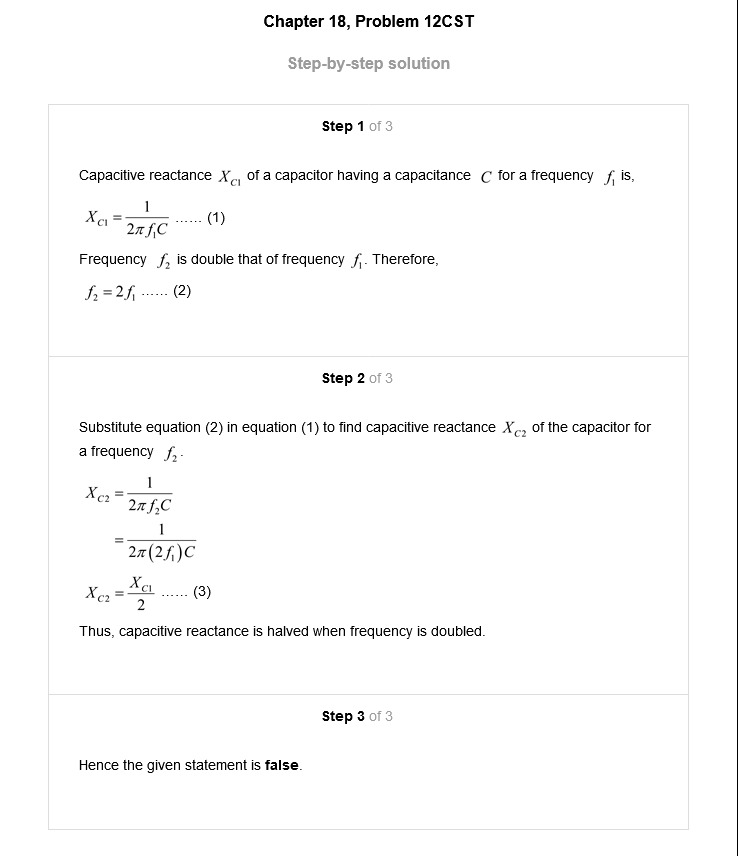 Chapter 18, Problem 12CST
Step-by-step solution
Step 1 of 3
Capacitive reactance X_{C1} of a capacitor having a capacitance C for a frequency f_1 is,
X_{C1} = \frac{1}{2\pi f_1 C} ...... (1)
Frequency f_2 is double that of frequency f_1. Therefore,
f_2 = 2f_1 ...... (2)
Step 2 of 3
Substitute equation (2) in equation (1) to find capacitive reactance X_{C2} of the capacitor for
a frequency f_2.
X_{C2} = \frac{1}{2\pi f_2 C}
= \frac{1}{2\pi (2f_1) C}
X_{C2} = \frac{X_{C1}}{2} ...... (3)
Thus, capacitive reactance is halved when frequency is doubled.
Step 3 of 3
Hence the given statement is false.